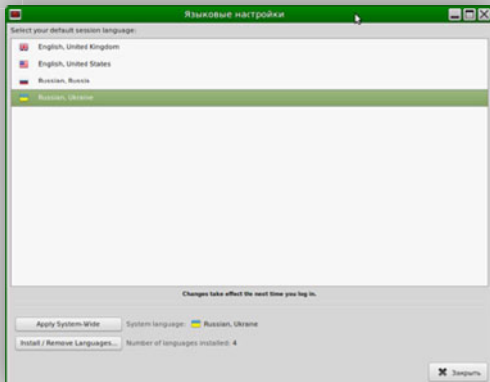 Языковые настройки
Select your default session language:
English, United Kingdom
English, United States
Russian, Russia
Russian, Ukraine
Changes take effect the next time you log in.
Apply System-Wide System language: Russian, Ukraine
Install / Remove Languages... Number of languages installed: 4
Закрыть